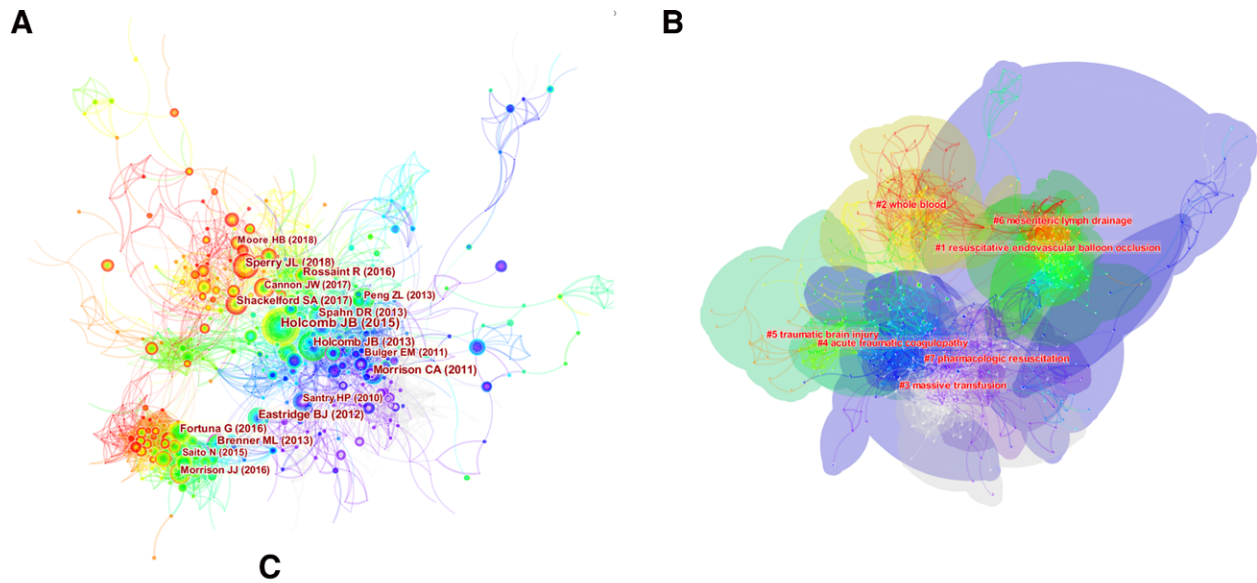 A
B
Moore HB (2018)
Sperry JL (2018)
Rossaint R (2016)
Cannon JW (2017)
Peng ZL (2013)
Shackelford SA (2017)
Spahn DR (2013)
Holcomb JB (2015)
Holcomb JB (2013)
Bulger EM (2011)
Morrison CA (2011)
Santry HP (2010)
Eastridge BJ (2012)
Fortuna G (2016)
Brenner ML (2013)
Saito N (2015)
Morrison JJ (2016)
#2 whole blood
#6 mesenteric lymph drainage
#1 resuscitative endovascular balloon occlusion
#5 traumatic brain injury
#4 acute traumatic coagulopathy
#7 pharmacologic resuscitation
#3 massive transfusion
C